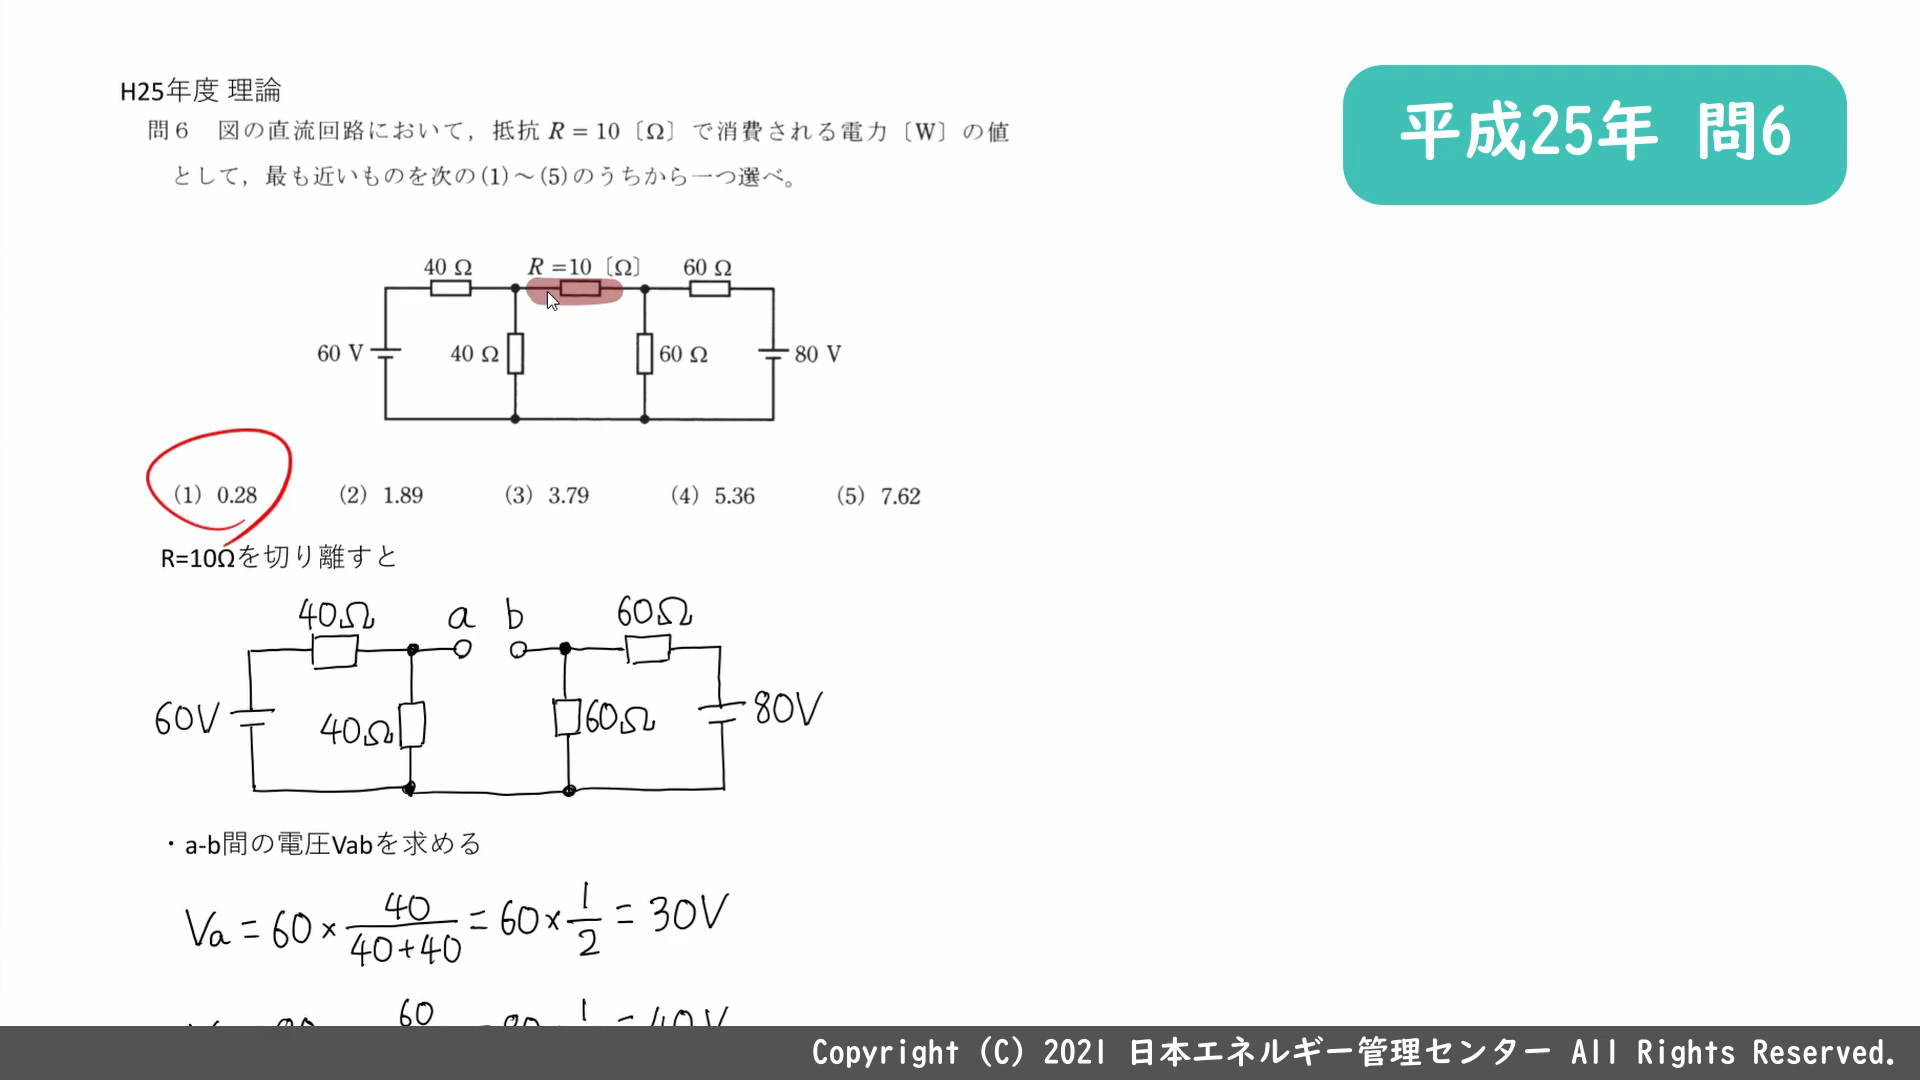 H25年度 理論
平成25年 問6
問6 図の直流回路において，抵抗 R = 10〔Ω〕で消費される電力〔W〕の値
として，最も近いものを次の(1)～(5)のうちから一つ選べ。
40 Ω R =10〔Ω〕 60 Ω
60 V 40 Ω 60 Ω 80 V
(1) 0.28 (2) 1.89 (3) 3.79 (4) 5.36 (5) 7.62
R=10Ωを切り離すと
40Ω a b 60Ω
60V 40Ω 60Ω 80V
・a-b間の電圧Vabを求める
Va = 60 × 40/(40+40) = 60 × 1/2 = 30V
60 1 = 40V
Copyright (C) 2021 日本エネルギー管理センター All Rights Reserved.